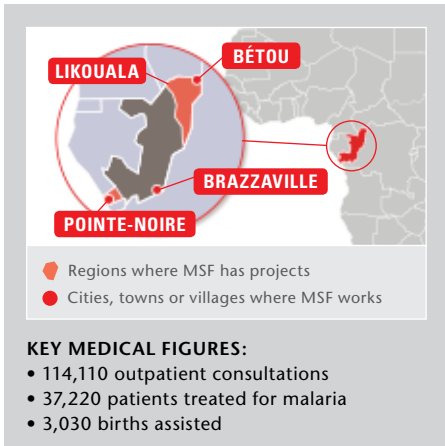 BÉTOU
LIKOUALA
BRAZZAVILLE
POINTE-NOIRE
Regions where MSF has projects
Cities, towns or villages where MSF works
KEY MEDICAL FIGURES:
• 114,110 outpatient consultations
• 37,220 patients treated for malaria
• 3,030 births assisted